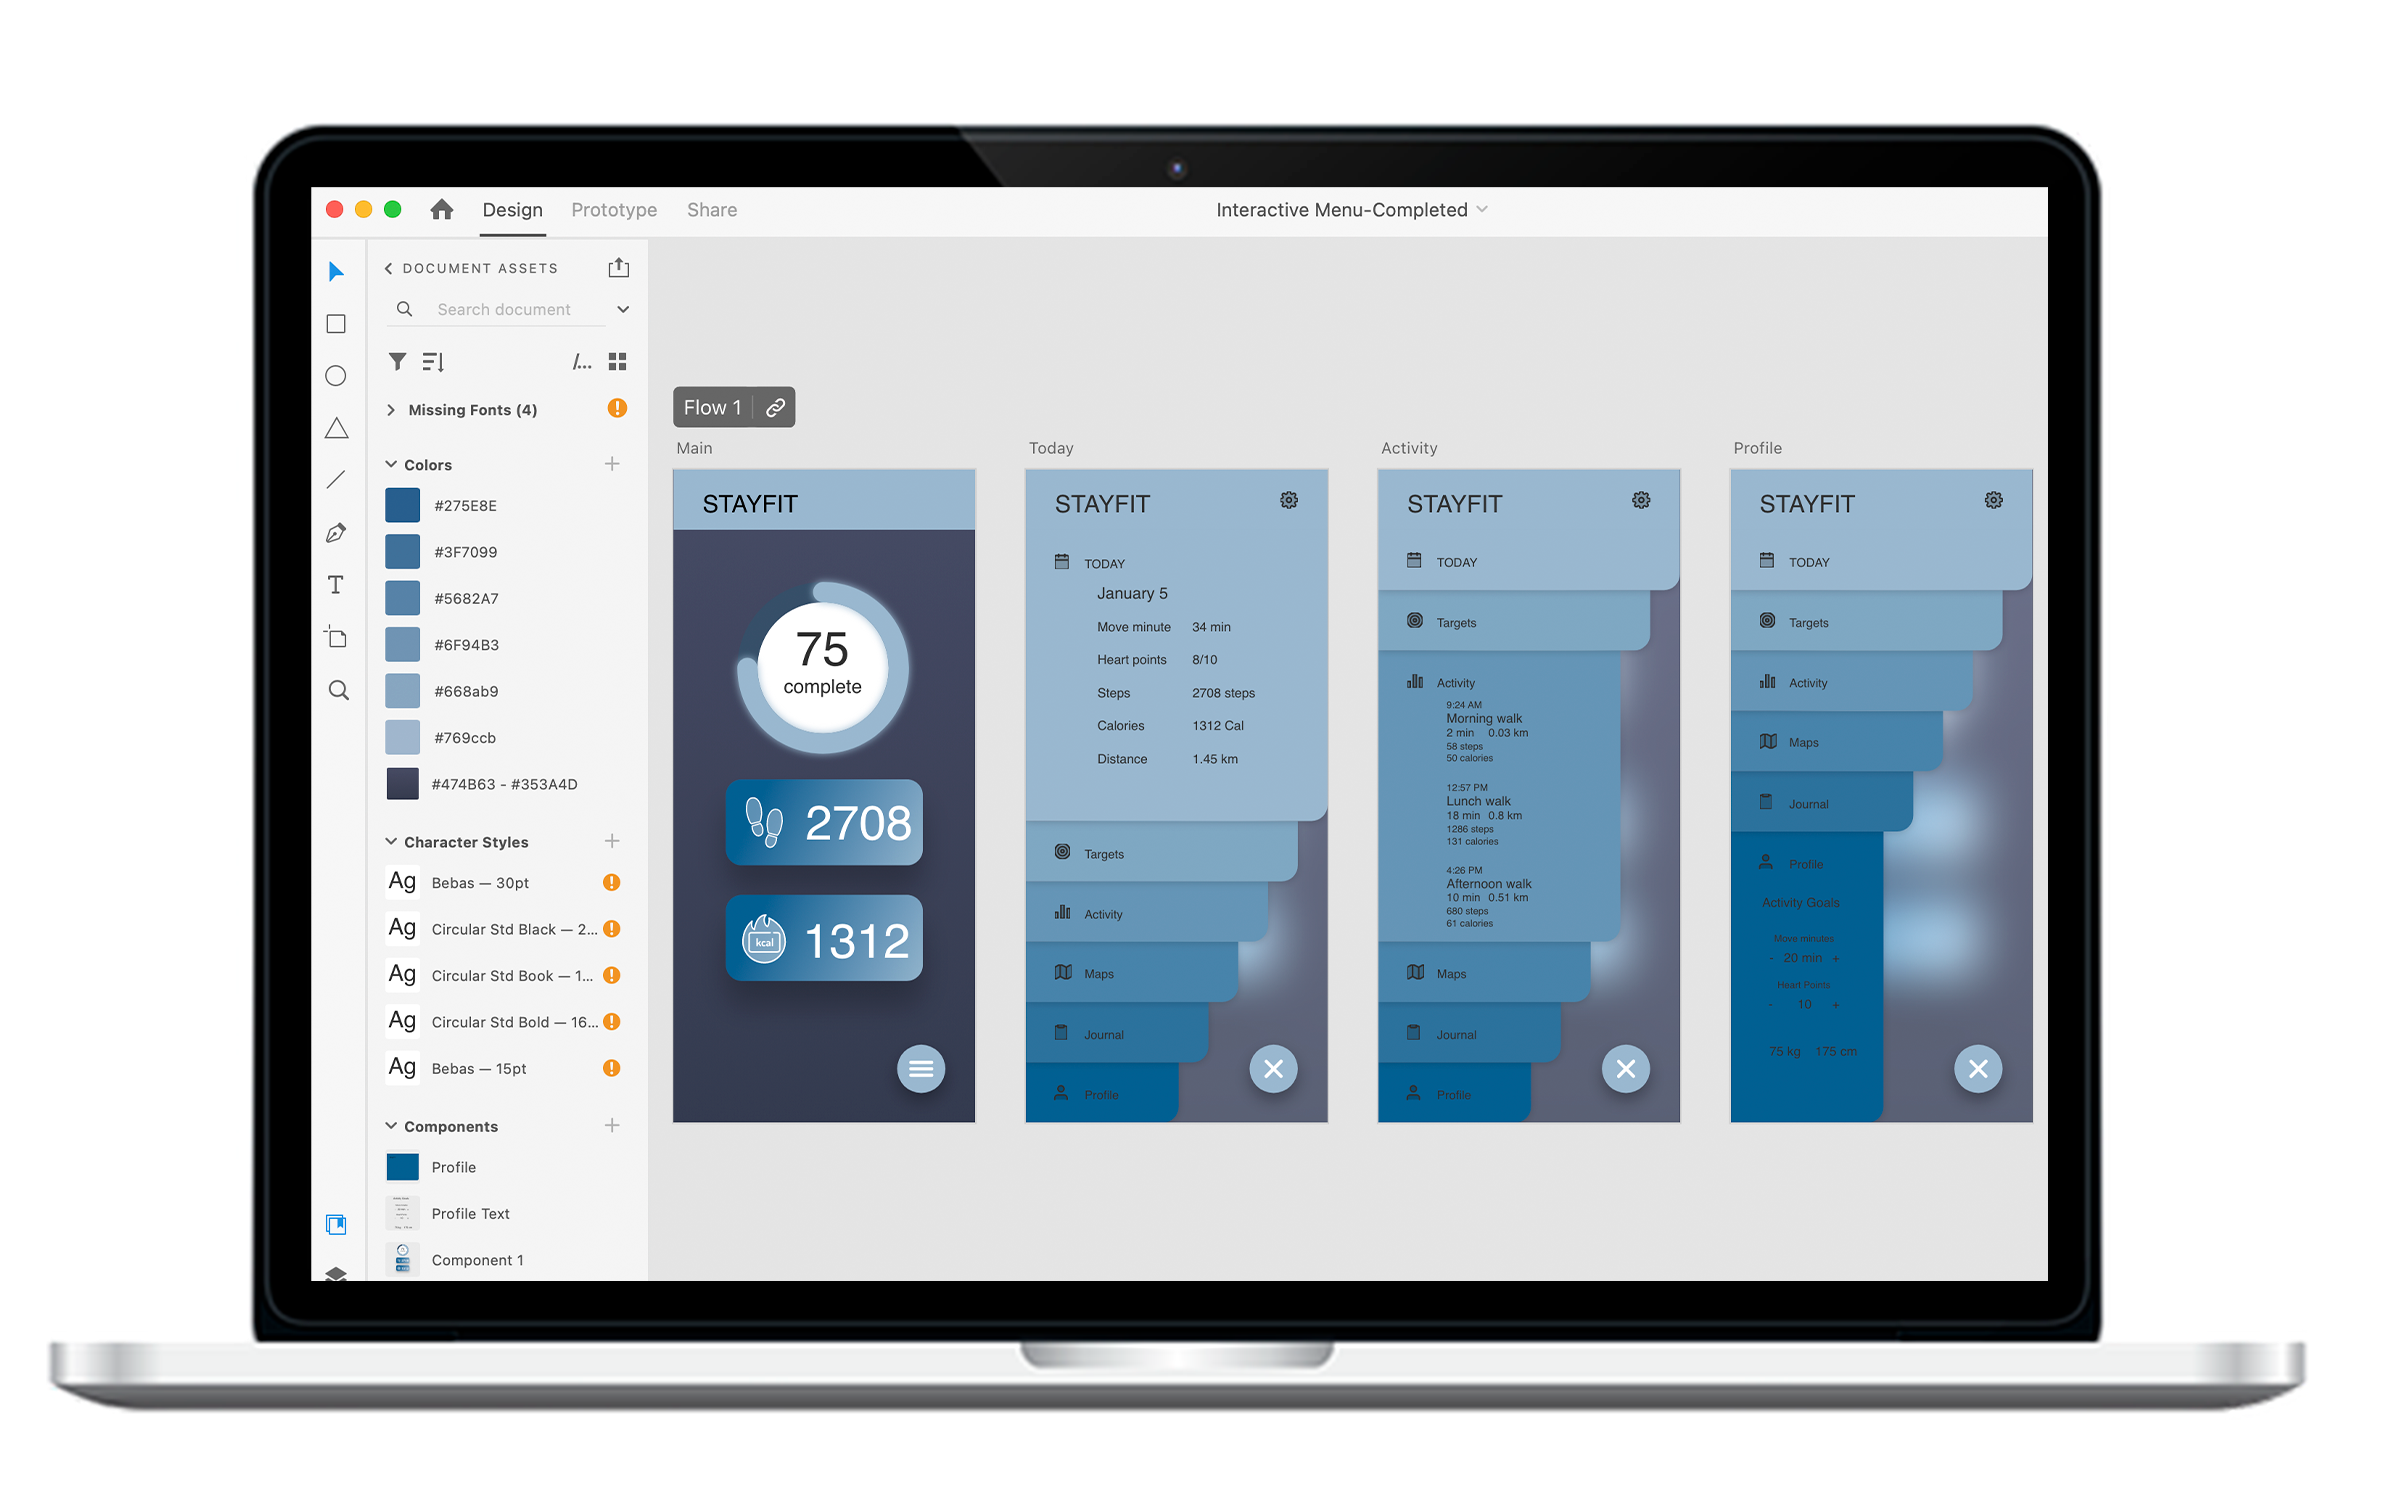 Design Prototype Share
Interactive Menu-Completed
DOCUMENT ASSETS
Search document
/...
Missing Fonts (4)
Colors
#275E8E
#3F7099
#5682A7
#6F94B3
#668ab9
#769ccb
#474B63 - #353A4D
Character Styles
Ag Bebas — 30pt
Ag Circular Std Black — 2...
Ag Circular Std Book — 1...
Ag Circular Std Bold — 16...
Ag Bebas — 15pt
Components
Profile
Profile Text
Component 1
T
Flow 1
Main
STAYFIT
75
complete
2708
kcal
1312
Today
STAYFIT
TODAY
January 5
Move minute 34 min
Heart points 8/10
Steps 2708 steps
Calories 1312 Cal
Distance 1.45 km
Targets
Activity
Maps
Journal
Profile
Activity
STAYFIT
TODAY
Targets
Activity
9:24 AM
Morning walk
2 min 0.03 km
58 steps
50 calories
12:57 PM
Lunch walk
18 min 0.8 km
1286 steps
131 calories
4:26 PM
Afternoon walk
10 min 0.51 km
680 steps
61 calories
Maps
Journal
Profile
Profile
STAYFIT
TODAY
Targets
Activity
Maps
Journal
Profile
Activity Goals
Move minutes
- 20 min +
Heart Points
- 10 +
75 kg 175 cm